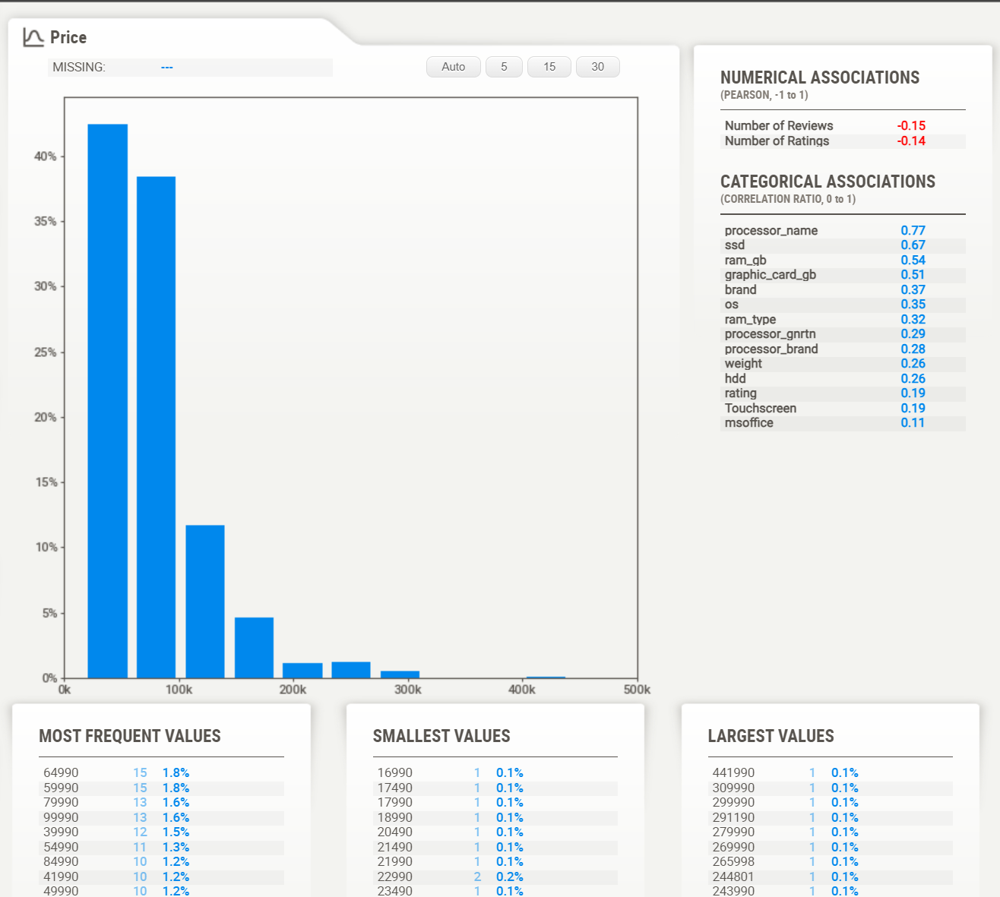 Price
MISSING: ---
Auto 5 15 30
40%
35%
30%
25%
20%
15%
10%
5%
0%
0k 100k 200k 300k 400k 500k
NUMERICAL ASSOCIATIONS
(PEARSON, -1 to 1)
Number of Reviews -0.15
Number of Ratings -0.14
CATEGORICAL ASSOCIATIONS
(CORRELATION RATIO, 0 to 1)
processor_name 0.77
ssd 0.67
ram_gb 0.54
graphic_card_gb 0.51
brand 0.37
os 0.35
ram_type 0.32
processor_gnrtn 0.29
processor_brand 0.28
weight 0.26
hdd 0.26
rating 0.19
Touchscreen 0.19
msoffice 0.11
MOST FREQUENT VALUES
64990 15 1.8%
59990 15 1.8%
79990 13 1.6%
99990 13 1.6%
39990 12 1.5%
54990 11 1.3%
84990 10 1.2%
41990 10 1.2%
49990 10 1.2%
SMALLEST VALUES
16990 1 0.1%
17490 1 0.1%
17990 1 0.1%
18990 1 0.1%
20490 1 0.1%
21490 1 0.1%
21990 1 0.1%
22990 2 0.2%
23490 1 0.1%
LARGEST VALUES
441990 1 0.1%
309990 1 0.1%
299990 1 0.1%
291190 1 0.1%
279990 1 0.1%
269990 1 0.1%
265998 1 0.1%
244801 1 0.1%
243990 1 0.1%